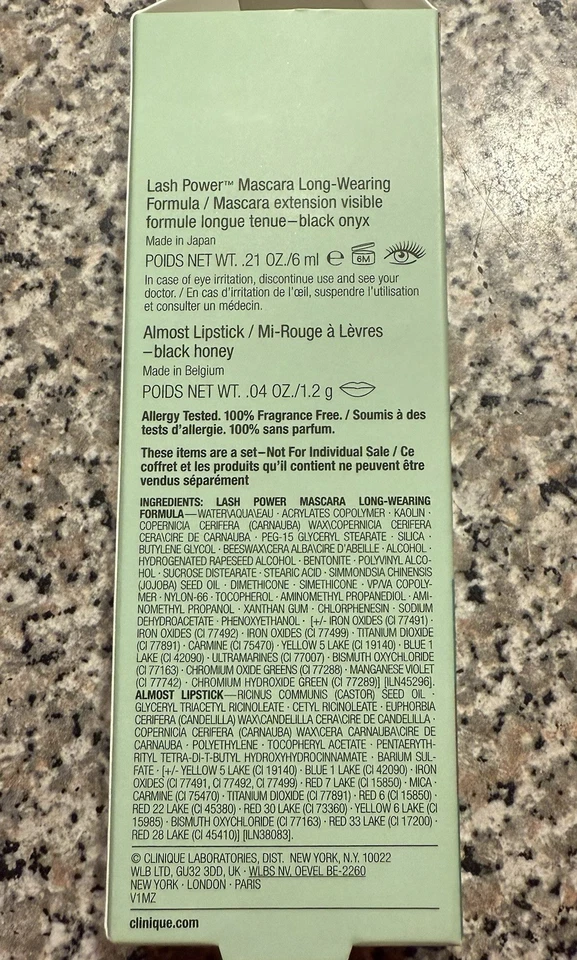 Lash Power™ Mascara Long-Wearing
Formula / Mascara extension visible
formule longue tenue–black onyx
Made in Japan
POIDS NET WT. .21 OZ./6 ml ℮ 6M
In case of eye irritation, discontinue use and see your
doctor. / En cas d'irritation de l'œil, suspendre l'utilisation
et consulter un médecin.
Almost Lipstick / Mi-Rouge à Lèvres
–black honey
Made in Belgium
POIDS NET WT. .04 OZ./1.2 g
Allergy Tested. 100% Fragrance Free. / Soumis à des
tests d'allergie. 100% sans parfum.
These items are a set–Not For Individual Sale / Ce
coffret et les produits qu'il contient ne peuvent être
vendus séparément
INGREDIENTS: LASH POWER MASCARA LONG-WEARING
FORMULA—WATER\AQUA\EAU · ACRYLATES COPOLYMER · KAOLIN ·
COPERNICIA CERIFERA (CARNAUBA) WAX\COPERNICIA CERIFERA
CERA\CIRE DE CARNAUBA · PEG-15 GLYCERYL STEARATE · SILICA ·
BUTYLENE GLYCOL · BEESWAX\CERA ALBA\CIRE D'ABEILLE · ALCOHOL ·
HYDROGENATED RAPESEED ALCOHOL · BENTONITE · POLYVINYL ALCO-
HOL · SUCROSE DISTEARATE · STEARIC ACID · SIMMONDSIA CHINENSIS
(JOJOBA) SEED OIL · DIMETHICONE · SIMETHICONE · VP/VA COPOLY-
MER · NYLON-66 · TOCOPHEROL · AMINOMETHYL PROPANEDIOL · AMI-
NOMETHYL PROPANOL · XANTHAN GUM · CHLORPHENESIN · SODIUM
DEHYDROACETATE · PHENOXYETHANOL · [+/- IRON OXIDES (CI 77491) ·
IRON OXIDES (CI 77492) · IRON OXIDES (CI 77499) · TITANIUM DIOXIDE
(CI 77891) · CARMINE (CI 75470) · YELLOW 5 LAKE (CI 19140) · BLUE 1
LAKE (CI 42090) · ULTRAMARINES (CI 77007) · BISMUTH OXYCHLORIDE
(CI 77163) · CHROMIUM OXIDE GREENS (CI 77288) · MANGANESE VIOLET
(CI 77742) · CHROMIUM HYDROXIDE GREEN (CI 77289)] [ILN45296].
ALMOST LIPSTICK—RICINUS COMMUNIS (CASTOR) SEED OIL ·
GLYCERYL TRIACETYL RICINOLEATE · CETYL RICINOLEATE · EUPHORBIA
CERIFERA (CANDELILLA) WAX\CANDELILLA CERA\CIRE DE CANDELILLA ·
COPERNICIA CERIFERA (CARNAUBA) WAX\CERA CARNAUBA\CIRE DE
CARNAUBA · POLYETHYLENE · TOCOPHERYL ACETATE · PENTAERYTH-
RITYL TETRA-DI-T-BUTYL HYDROXYHYDROCINNAMATE · BARIUM SUL-
FATE · [+/- YELLOW 5 LAKE (CI 19140) · BLUE 1 LAKE (CI 42090) · IRON
OXIDES (CI 77491, CI 77492, CI 77499) · RED 7 LAKE (CI 15850) · MICA ·
CARMINE (CI 75470) · TITANIUM DIOXIDE (CI 77891) · RED 6 (CI 15850) ·
RED 22 LAKE (CI 45380) · RED 30 LAKE (CI 73360) · YELLOW 6 LAKE (CI
15985) · BISMUTH OXYCHLORIDE (CI 77163) · RED 33 LAKE (CI 17200) ·
RED 28 LAKE (CI 45410)] [ILN38083].
© CLINIQUE LABORATORIES, DIST. NEW YORK, N.Y. 10022
WLB LTD, GU32 3DD, UK · WLBS NV. OEVEL BE-2260
NEW YORK · LONDON · PARIS
V1MZ
clinique.com